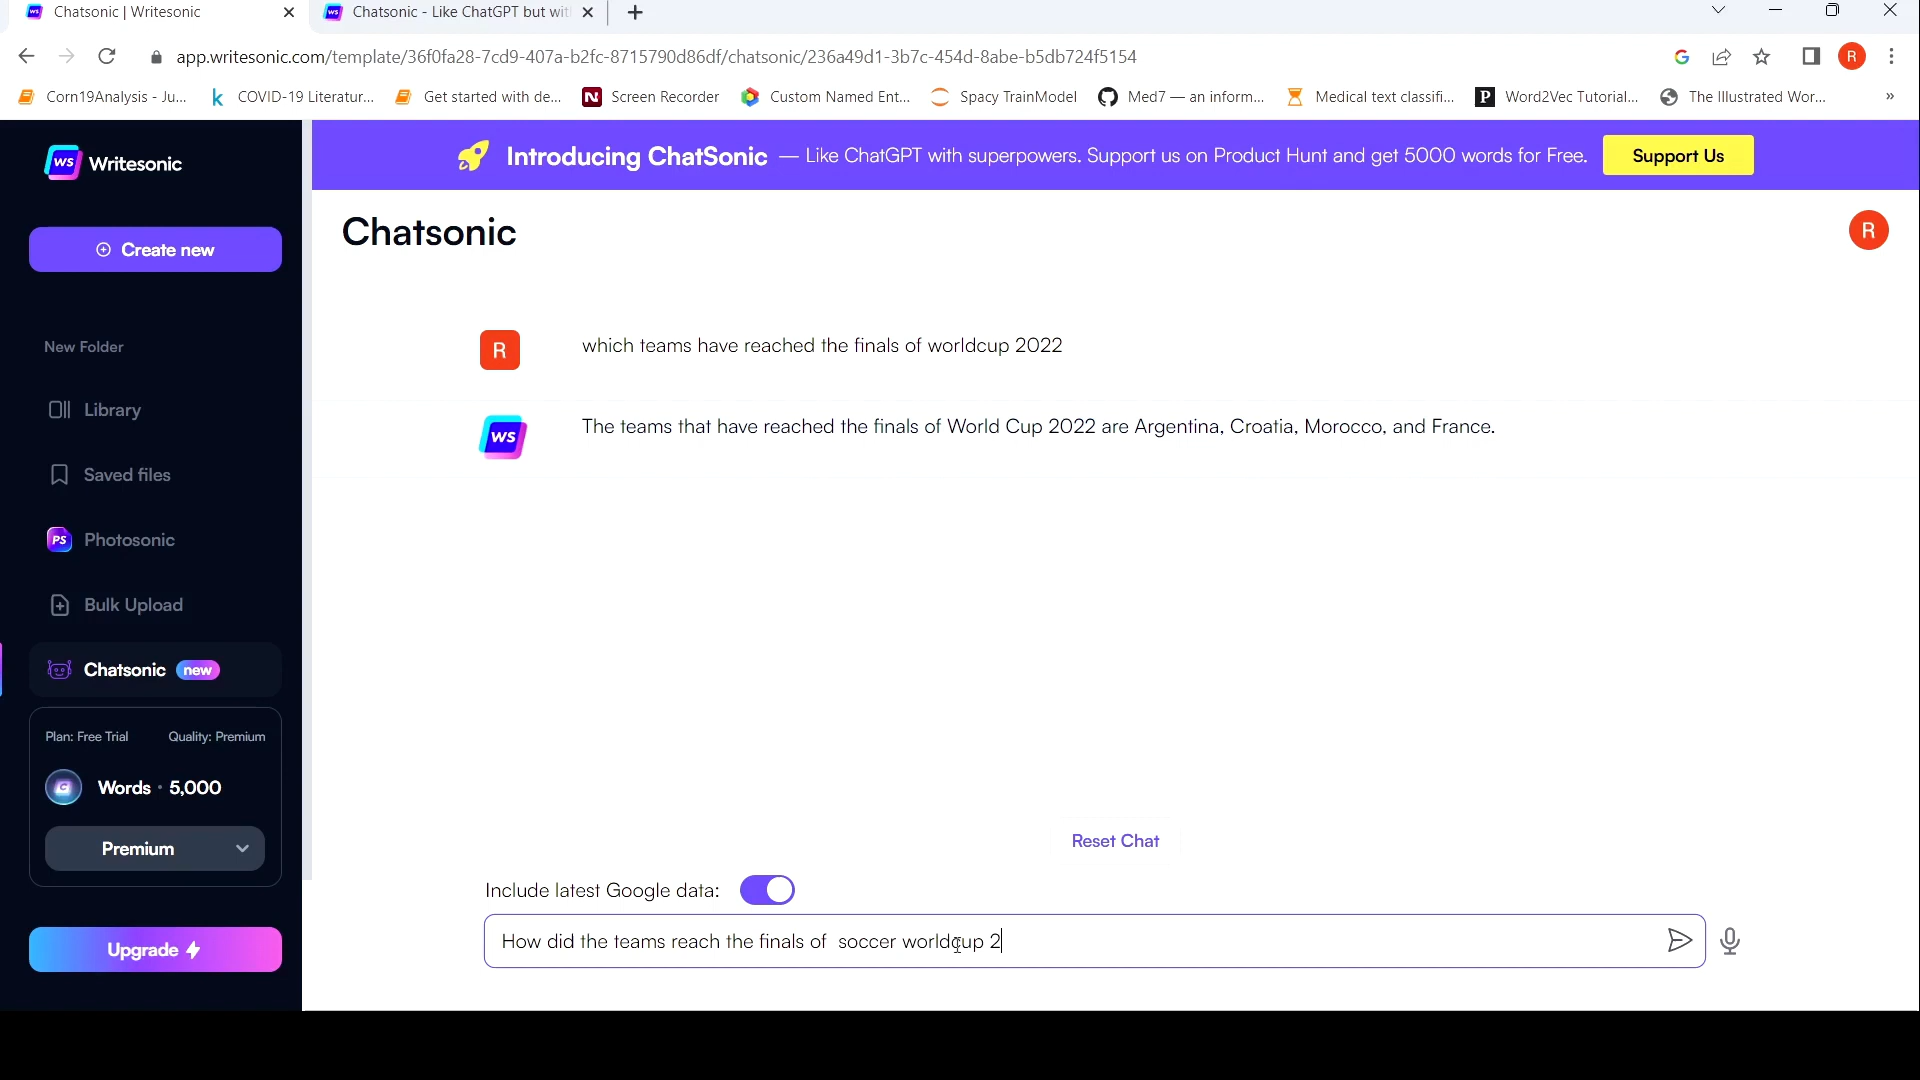 Chatsonic | Writesonic
Chatsonic - Like ChatGPT but wit
app.writesonic.com/template/36f0fa28-7cd9-407a-b2fc-8715790d86df/chatsonic/236a49d1-3b7c-454d-8abe-b5db724f5154
R
Corn19Analysis - Ju...
COVID-19 Literatur...
Get started with de...
Screen Recorder
Custom Named Ent...
Spacy TrainModel
Med7 — an inform...
Medical text classifi...
Word2Vec Tutorial...
The Illustrated Wor...
ws Writesonic
Introducing ChatSonic — Like ChatGPT with superpowers. Support us on Product Hunt and get 5000 words for Free.
Support Us
Create new
Chatsonic
R
New Folder
R which teams have reached the finals of worldcup 2022
Library
ws The teams that have reached the finals of World Cup 2022 are Argentina, Croatia, Morocco, and France.
Saved files
PS Photosonic
Bulk Upload
Chatsonic new
Plan: Free Trial Quality: Premium
Words · 5,000
Premium
Reset Chat
Include latest Google data:
Upgrade
How did the teams reach the finals of  soccer worldcup 2